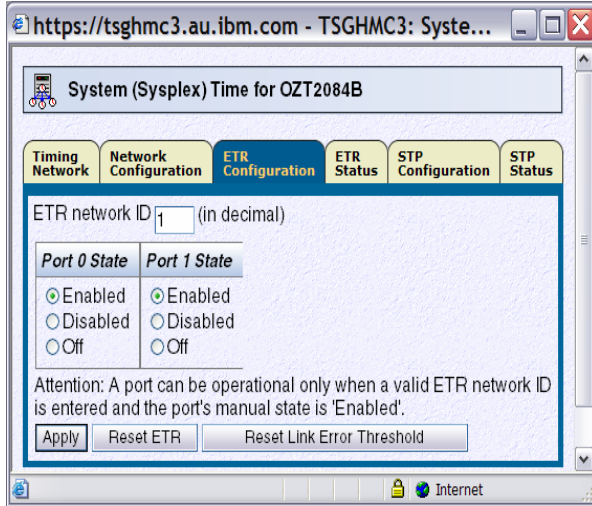 https://tsghmc3.au.ibm.com - TSGHMC3: Syste...
System (Sysplex) Time for OZT2084B
Timing Network
Network Configuration
ETR Configuration
ETR Status
STP Configuration
STP Status
ETR network ID 1 (in decimal)
Port 0 State Port 1 State
Enabled Enabled
Disabled Disabled
Off Off
Attention: A port can be operational only when a valid ETR network ID
is entered and the port's manual state is 'Enabled'.
Apply Reset ETR Reset Link Error Threshold
Internet